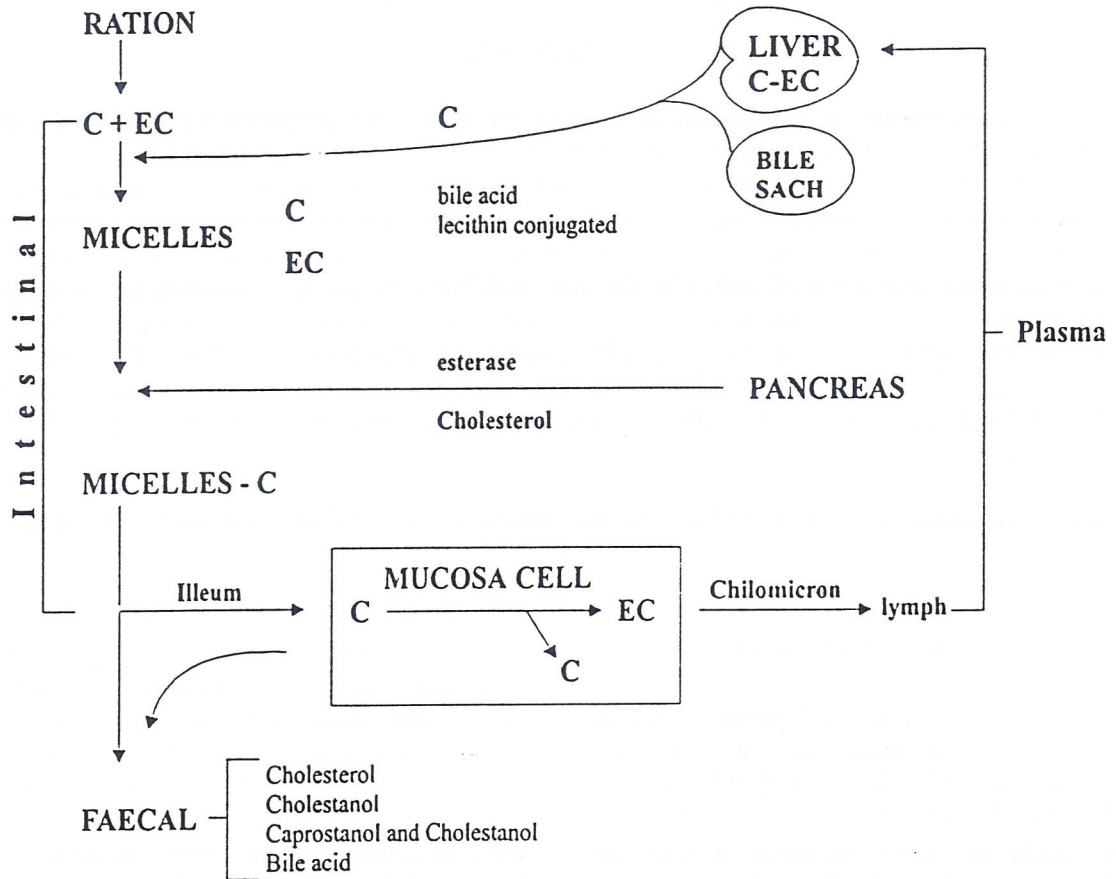 RATION
LIVER
C-EC
C + EC
C
BILE
SACH
bile acid
lecithin conjugated
C
MICELLES
EC
Intestinal
Plasma
esterase
PANCREAS
Cholesterol
MICELLES - C
MUCOSA CELL
Illeum
Chilomicron
C
EC
lymph
C
Cholesterol
Cholestanol
FAECAL
Caprostanol and Cholestanol
Bile acid